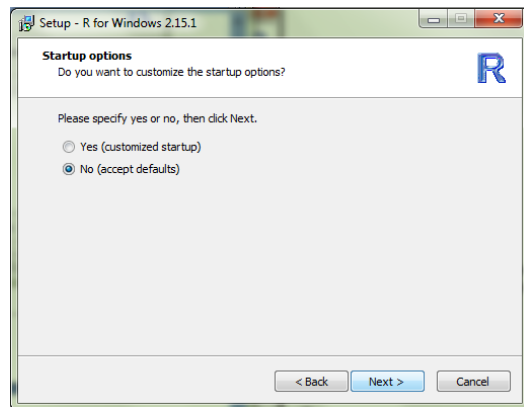 Setup - R for Windows 2.15.1
Startup options
Do you want to customize the startup options?
R
Please specify yes or no, then click Next.
Yes (customized startup)
No (accept defaults)
< Back
Next >
Cancel